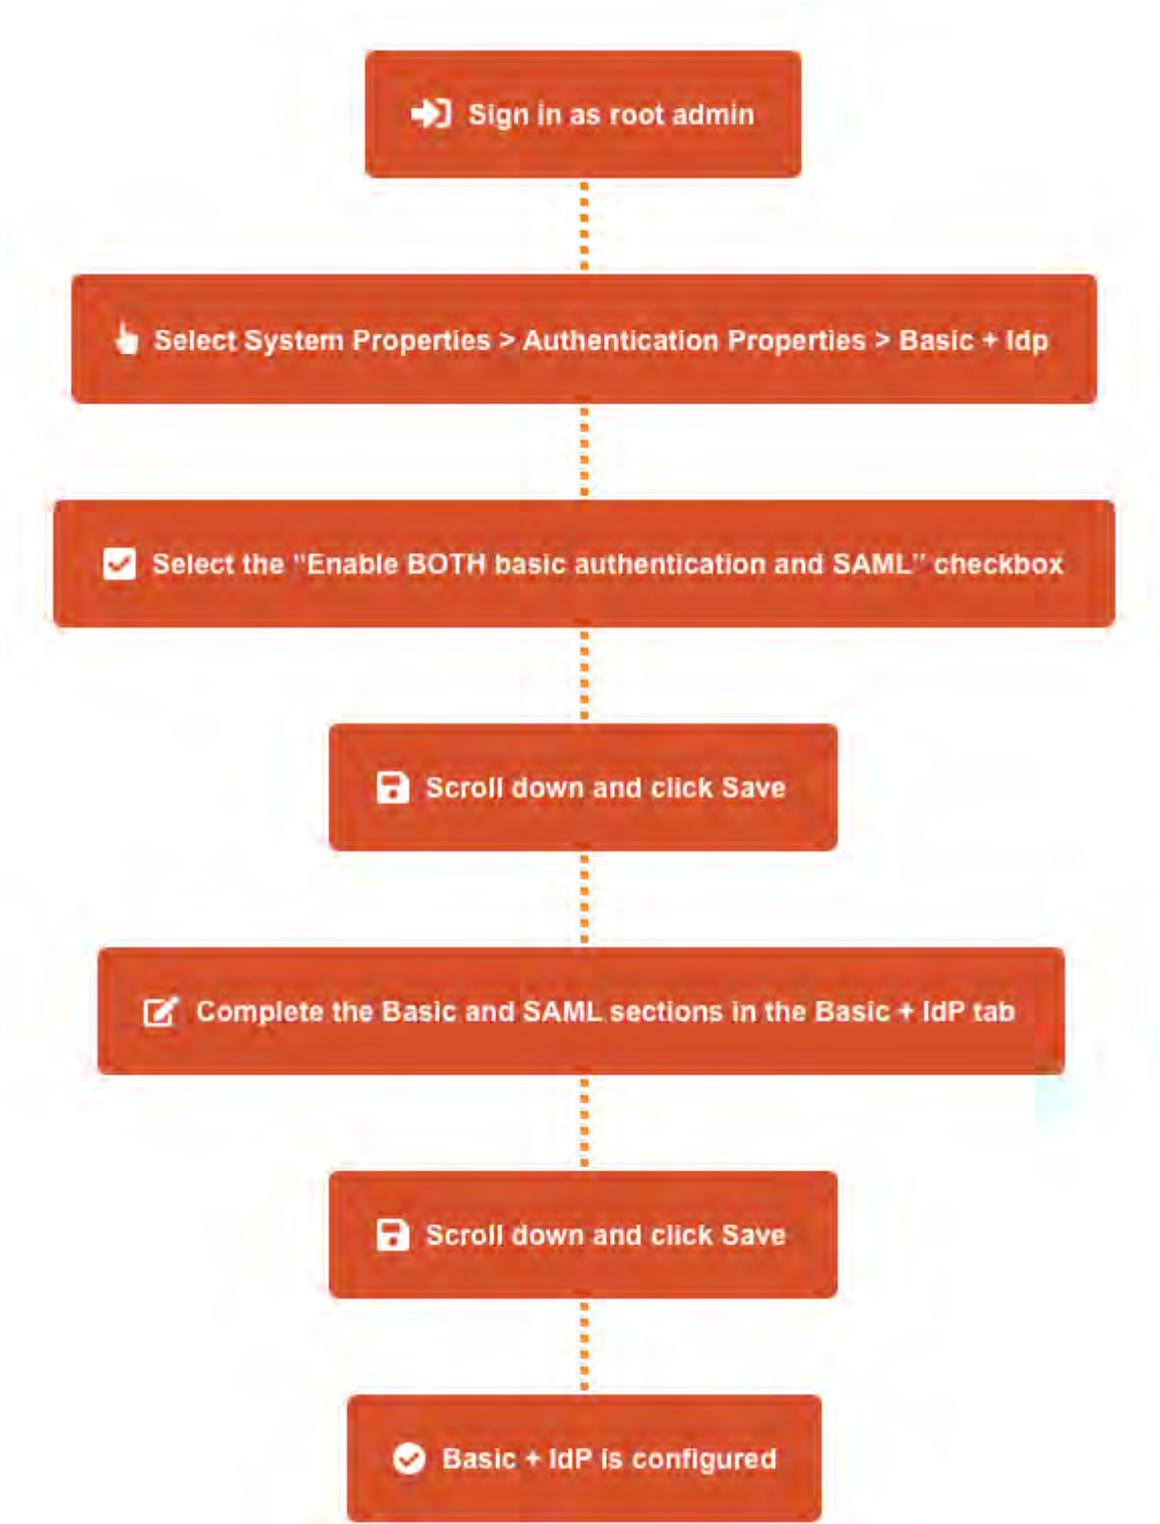 Sign in as root admin
Select System Properties > Authentication Properties > Basic + Idp
Select the "Enable BOTH basic authentication and SAML" checkbox
Scroll down and click Save
Complete the Basic and SAML sections in the Basic + IdP tab
Scroll down and click Save
Basic + IdP is configured